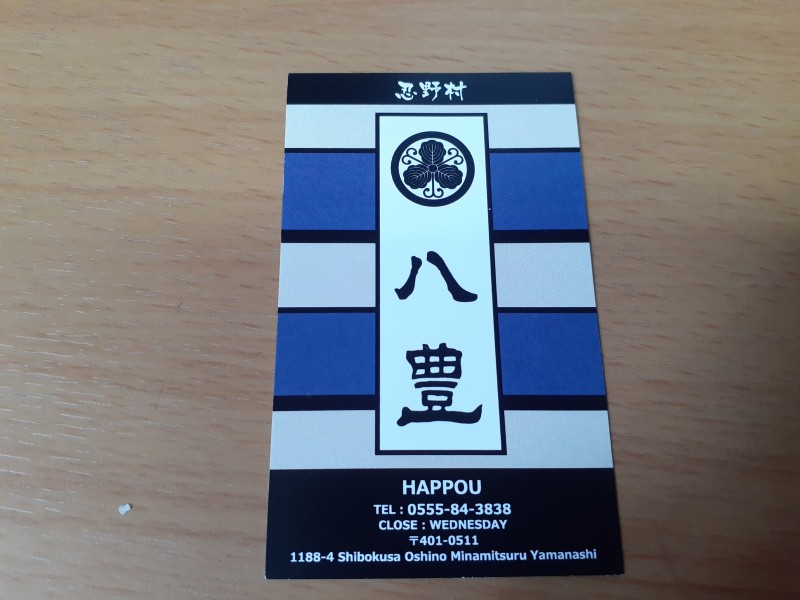 忍野村
八豊
HAPPOU
TEL : 0555-84-3838
CLOSE : WEDNESDAY
〒401-0511
1188-4 Shibokusa Oshino Minamitsuru Yamanashi